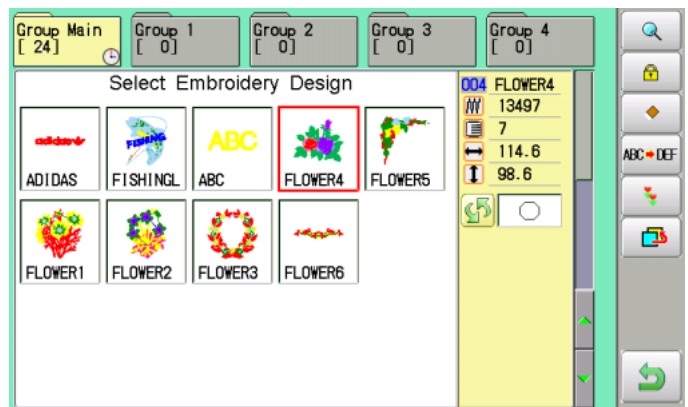 Group Main
[ 24]
Group 1
[ 0]
Group 2
[ 0]
Group 3
[ 0]
Group 4
[ 0]
Select Embroidery Design
004 FLOWER4
13497
7
114.6
98.6
ABC DEF
FISHING
ABC
ADIDAS
FISHINGL
ABC
FLOWER4
FLOWER5
FLOWER1
FLOWER2
FLOWER3
FLOWER6